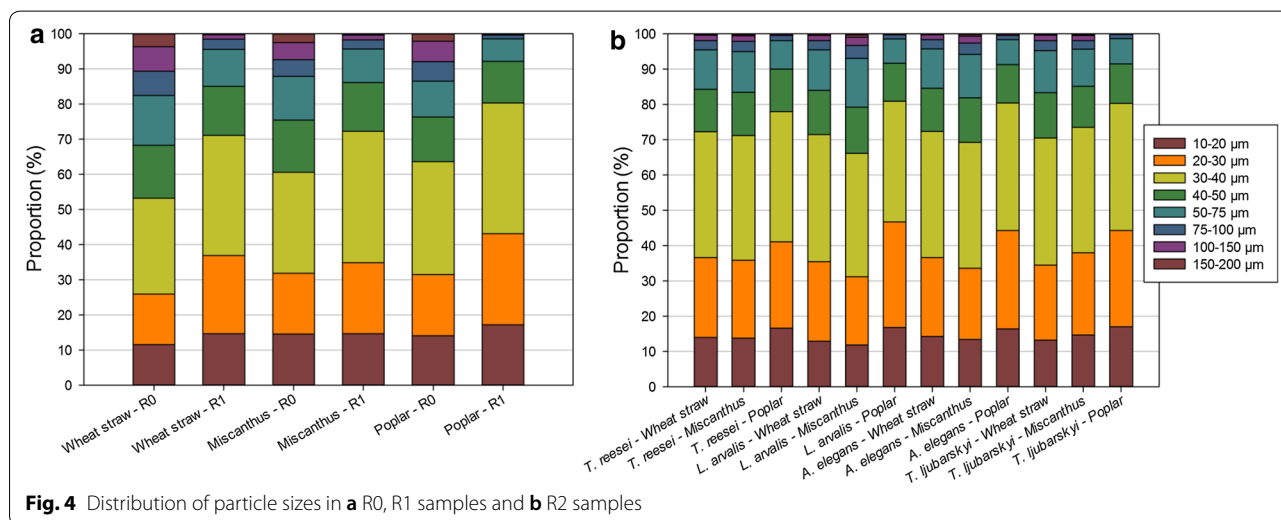 a
Proportion (%)
100
90
80
70
60
50
40
30
20
10
0
Wheat straw - R0
Wheat straw - R1
Miscanthus - R0
Miscanthus - R1
Poplar - R0
Poplar - R1
b
Proportion (%)
100
90
80
70
60
50
40
30
20
10
0
T. reesei - Wheat straw
T. reesei - Miscanthus
T. reesei - Poplar
L. arvalis - Wheat straw
L. arvalis - Miscanthus
L. arvalis - Poplar
A. elegans - Wheat straw
A. elegans - Miscanthus
A. elegans - Poplar
T. ljubarskyi - Wheat straw
T. ljubarskyi - Miscanthus
T. ljubarskyi - Poplar
10-20 µm
20-30 µm
30-40 µm
40-50 µm
50-75 µm
75-100 µm
100-150 µm
150-200 µm
Fig. 4 Distribution of particle sizes in a R0, R1 samples and b R2 samples